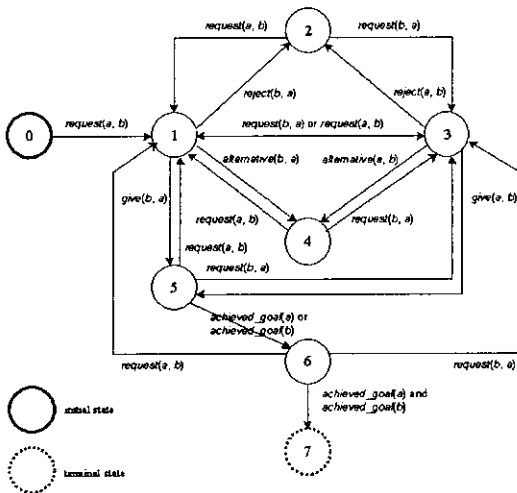 2
request(a, b)
request(b, a)
reject(b, a)
reject(a, b)
0
request(a, b)
1
request(b, a) or request(a, b)
3
alternative(b, a)
alternative(a, b)
give(b, a)
request(a, b)
4
request(b, a)
give(a, b)
request(a, b)
request(b, a)
5
achieved_goal(a) or
achieved_goal(b)
6
request(a, b)
request(b, a)
achieved_goal(a) and
achieved_goal(b)
initial state
7
terminal state